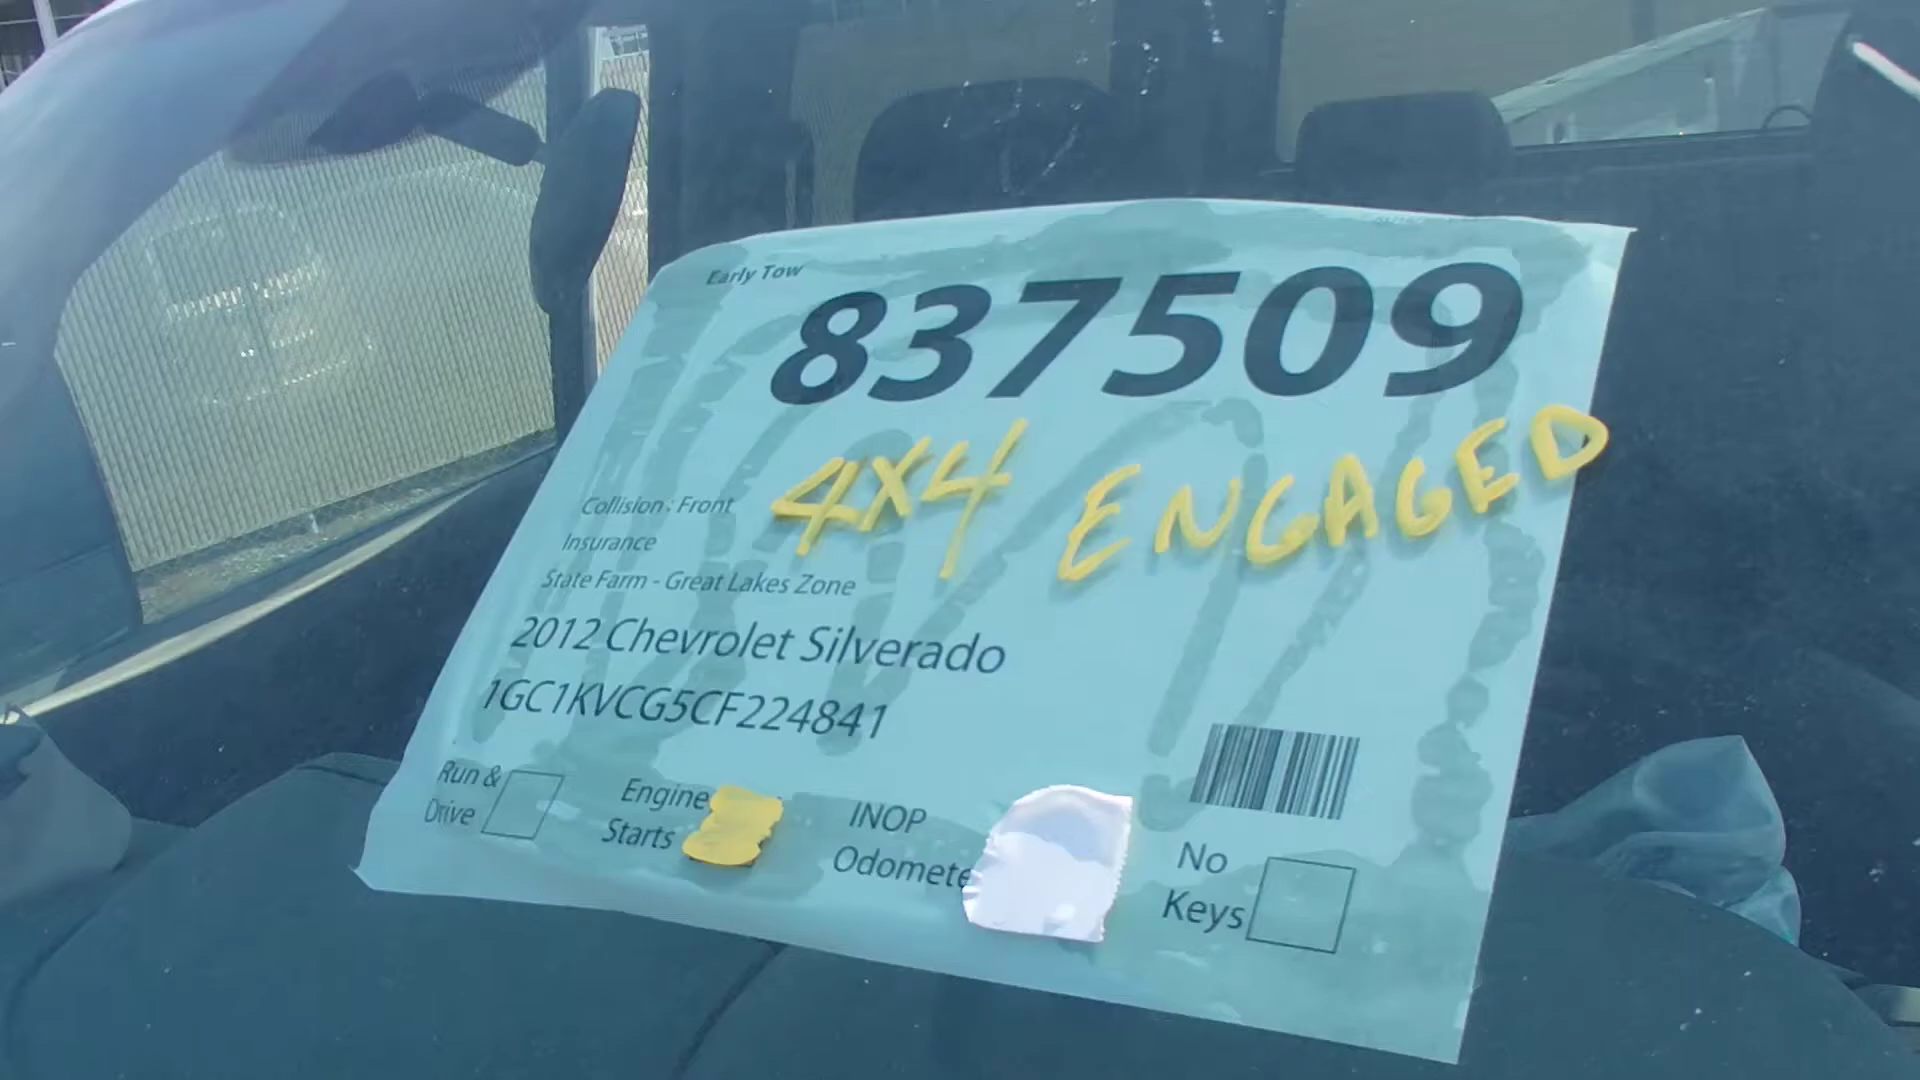 Early Tow
837509
4X4 ENGAGED
Collision : Front
Insurance
State Farm - Great Lakes Zone
2012 Chevrolet Silverado
1GC1KVCG5CF224841
Run & Drive
Engine Starts
INOP Odomete
No Keys